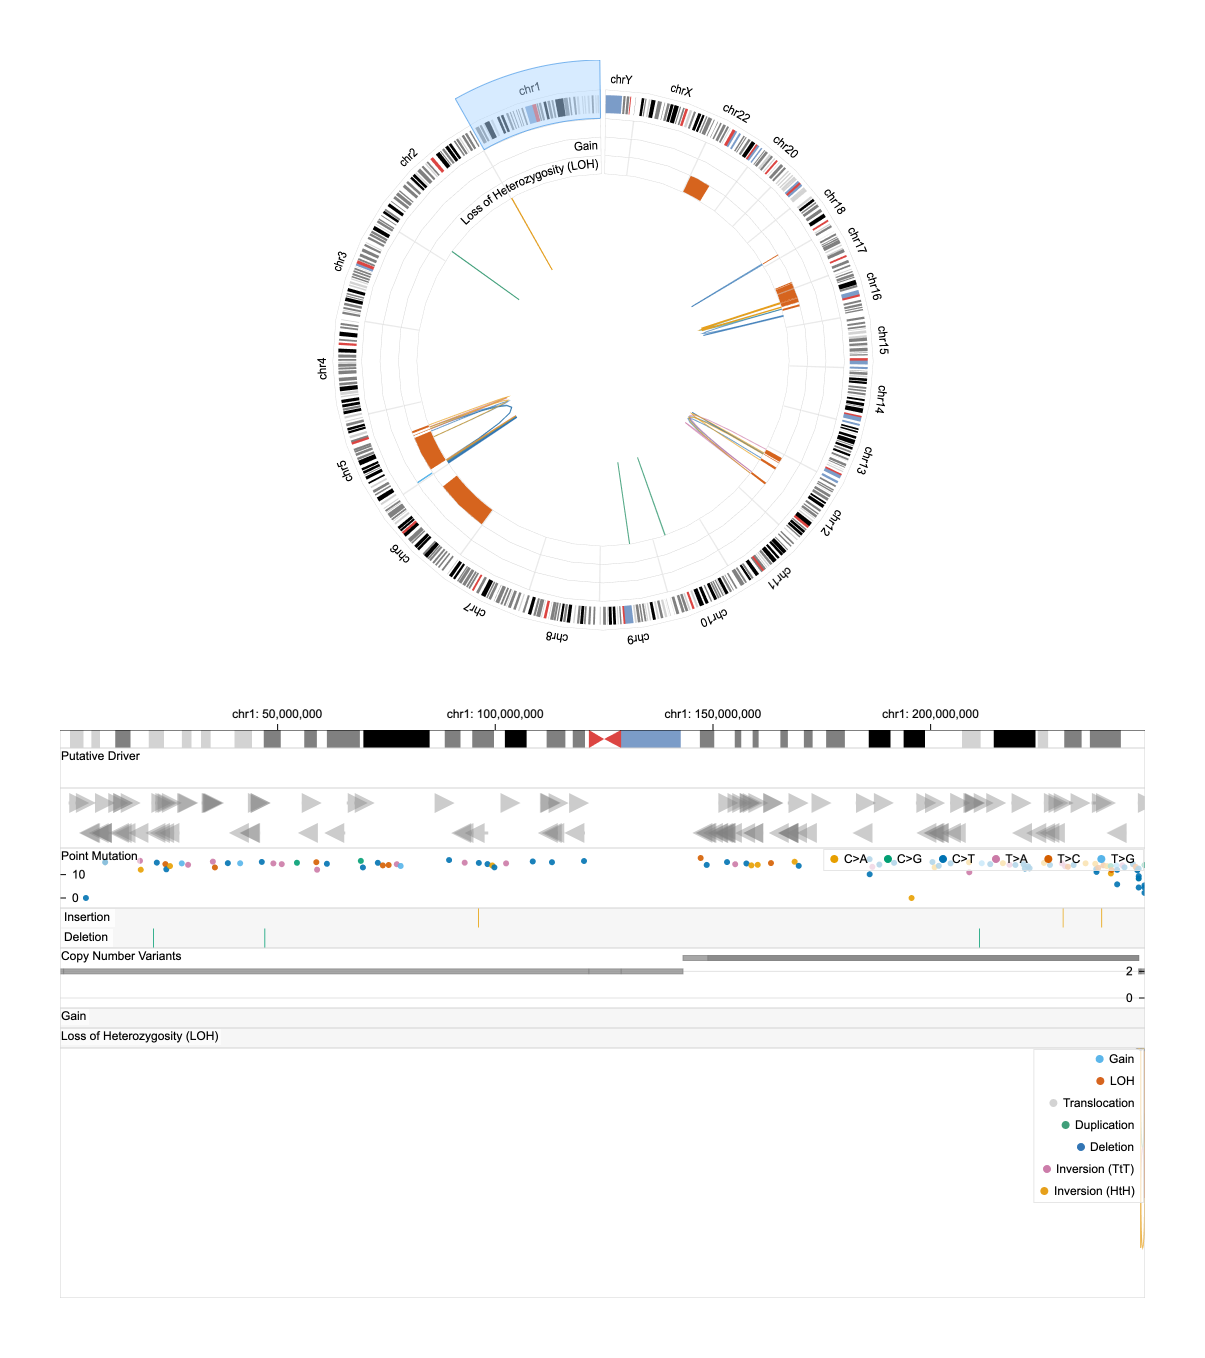 chr1
chrY
chrX
chr22
chr20
chr18
chr17
chr16
chr15
chr14
chr13
chr12
chr11
chr10
chr9
chr8
chr7
chr6
chr5
chr4
chr3
chr2
Gain
Loss of Heterozygosity (LOH)
chr1: 50,000,000 chr1: 100,000,000 chr1: 150,000,000 chr1: 200,000,000
Putative Driver
Point Mutation
C>A C>G C>T T>A T>C T>G
10
0
Insertion
Deletion
Copy Number Variants
2
0
Gain
Loss of Heterozygosity (LOH)
Gain
LOH
Translocation
Duplication
Deletion
Inversion (TtT)
Inversion (HtH)